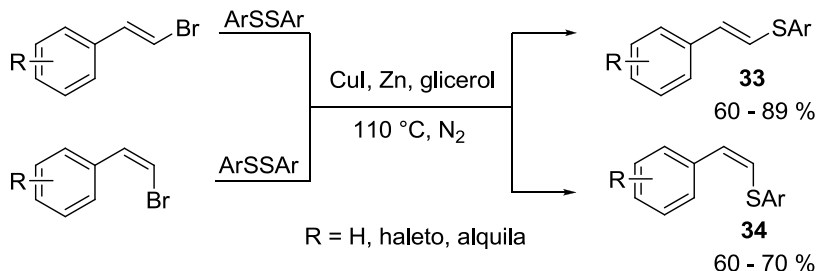 Br
R
ArSSAr
CuI, Zn, glicerol
110 °C, N2
SAr
R
33
60 - 89 %
Br
R
ArSSAr
SAr
R
34
60 - 70 %
R = H, haleto, alquila